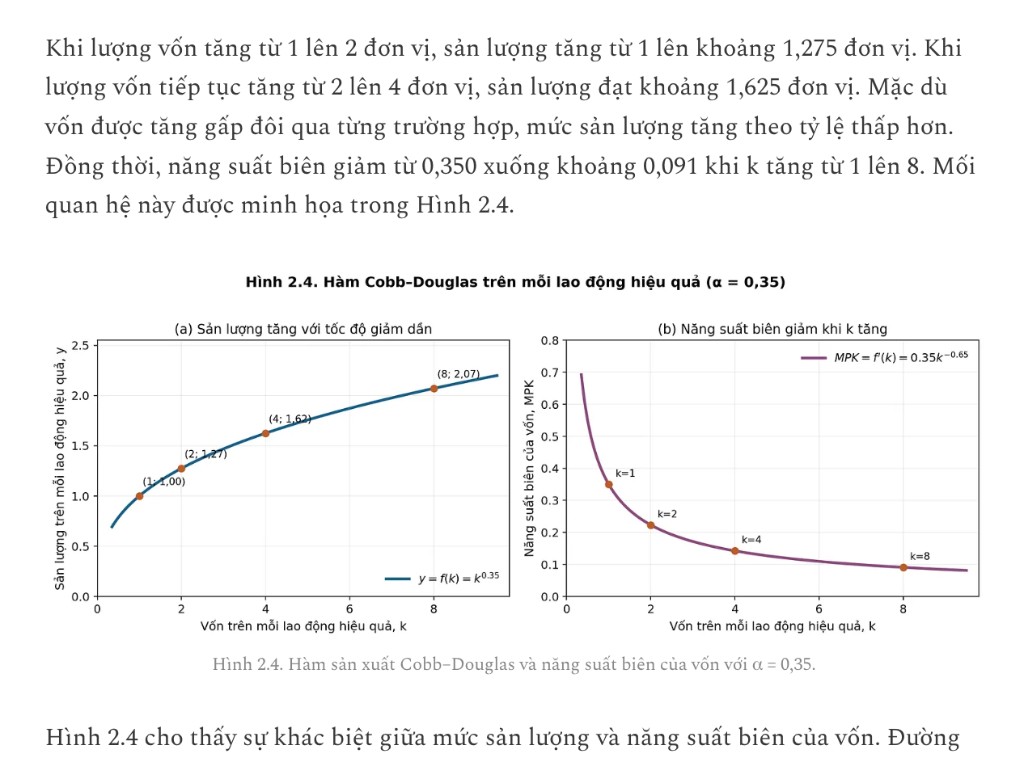 Khi lượng vốn tăng từ 1 lên 2 đơn vị, sản lượng tăng từ 1 lên khoảng 1,275 đơn vị. Khi
lượng vốn tiếp tục tăng từ 2 lên 4 đơn vị, sản lượng đạt khoảng 1,625 đơn vị. Mặc dù
vốn được tăng gấp đôi qua từng trường hợp, mức sản lượng tăng theo tỷ lệ thấp hơn.
Đồng thời, năng suất biên giảm từ 0,350 xuống khoảng 0,091 khi k tăng từ 1 lên 8. Mối
quan hệ này được minh họa trong Hình 2.4.
Hình 2.4. Hàm Cobb–Douglas trên mỗi lao động hiệu quả (α = 0,35)
(a) Sản lượng tăng với tốc độ giảm dần
Sản lượng trên mỗi lao động hiệu quả, y
2.5
2.0
1.5
1.0
0.5
0.0
(1; 1,00)
(2; 1,27)
(4; 1,62)
(8; 2,07)
y = f(k) = k^0.35
0 2 4 6 8
Vốn trên mỗi lao động hiệu quả, k
(b) Năng suất biên giảm khi k tăng
Năng suất biên của vốn, MPK
0.8
0.7
0.6
0.5
0.4
0.3
0.2
0.1
0.0
MPK = f′(k) = 0.35k^−0.65
k=1
k=2
k=4
k=8
0 2 4 6 8
Vốn trên mỗi lao động hiệu quả, k
Hình 2.4. Hàm sản xuất Cobb–Douglas và năng suất biên của vốn với α = 0,35.
Hình 2.4 cho thấy sự khác biệt giữa mức sản lượng và năng suất biên của vốn. Đường